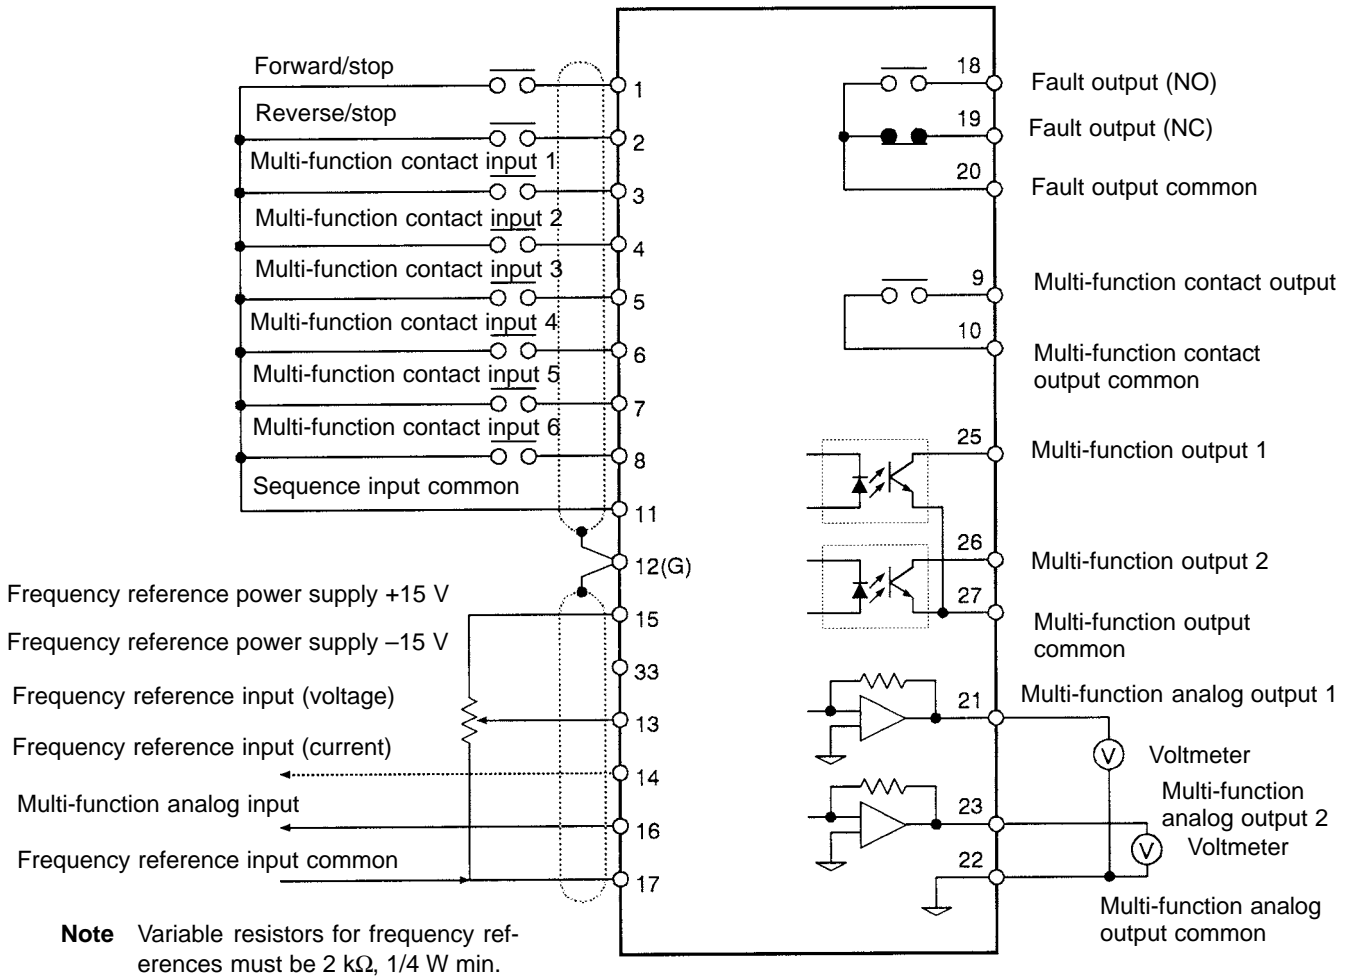 Forward/stop
1
Reverse/stop
2
Multi-function contact input 1
3
Multi-function contact input 2
4
Multi-function contact input 3
5
Multi-function contact input 4
6
Multi-function contact input 5
7
Multi-function contact input 6
8
Sequence input common
11
12(G)
Frequency reference power supply +15 V
15
Frequency reference power supply –15 V
33
Frequency reference input (voltage)
13
Frequency reference input (current)
14
Multi-function analog input
16
Frequency reference input common
17
Note Variable resistors for frequency ref-
erences must be 2 kΩ, 1/4 W min.
18
Fault output (NO)
19
Fault output (NC)
20
Fault output common
9
Multi-function contact output
10
Multi-function contact
output common
25
Multi-function output 1
26
Multi-function output 2
27
Multi-function output
common
21
Multi-function analog output 1
V
Voltmeter
23
Multi-function
analog output 2
V
Voltmeter
22
Multi-function analog
output common